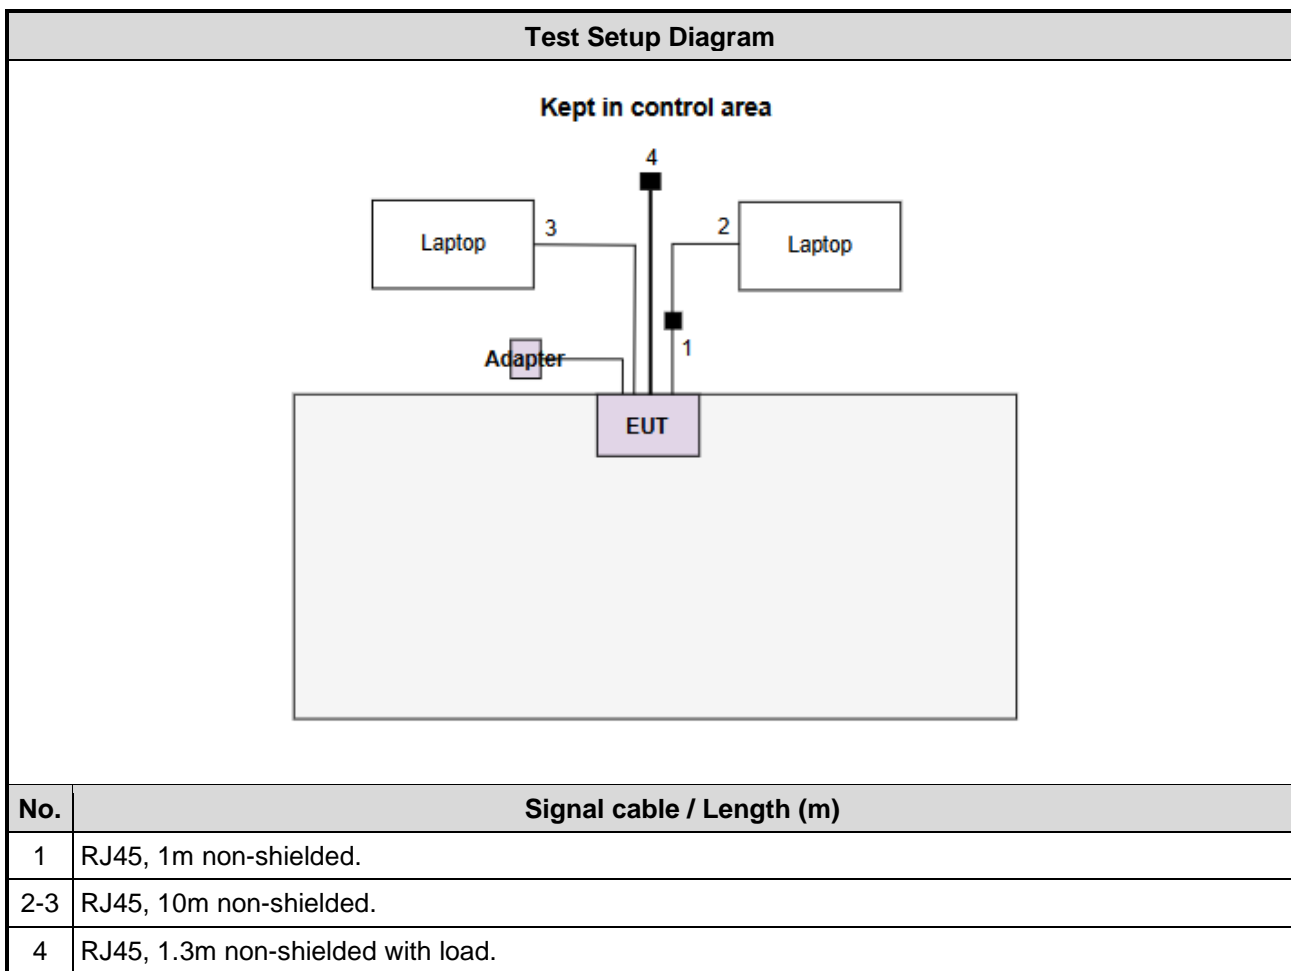 Test Setup Diagram
Kept in control area
4
Laptop
3
2
Laptop
1
Adapter
EUT
No. Signal cable / Length (m)
1 RJ45, 1m non-shielded.
2-3 RJ45, 10m non-shielded.
4 RJ45, 1.3m non-shielded with load.